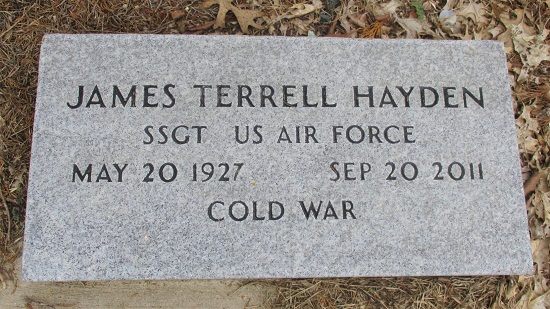 JAMES TERRELL HAYDEN
SSGT US AIR FORCE
MAY 20 1927 SEP 20 2011
COLD WAR